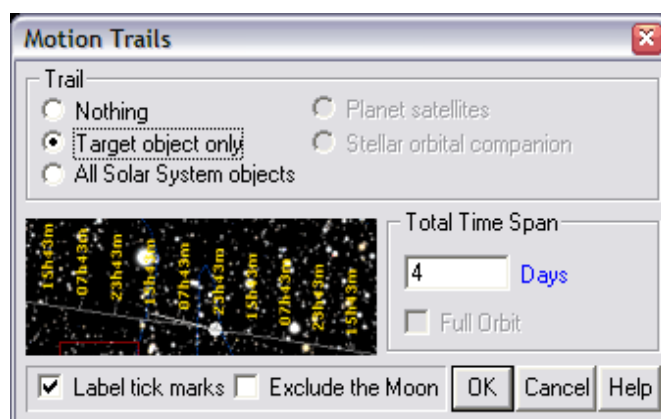 Motion Trails
Trail
Nothing
Planet satellites
Target object only
Stellar orbital companion
All Solar System objects
15h43m 07h43m 23h43m 15h43m 07h43m 23h43m 15h43m 07h43m 23h43m 15h43m
Total Time Span
4 Days
Full Orbit
Label tick marks Exclude the Moon OK Cancel Help